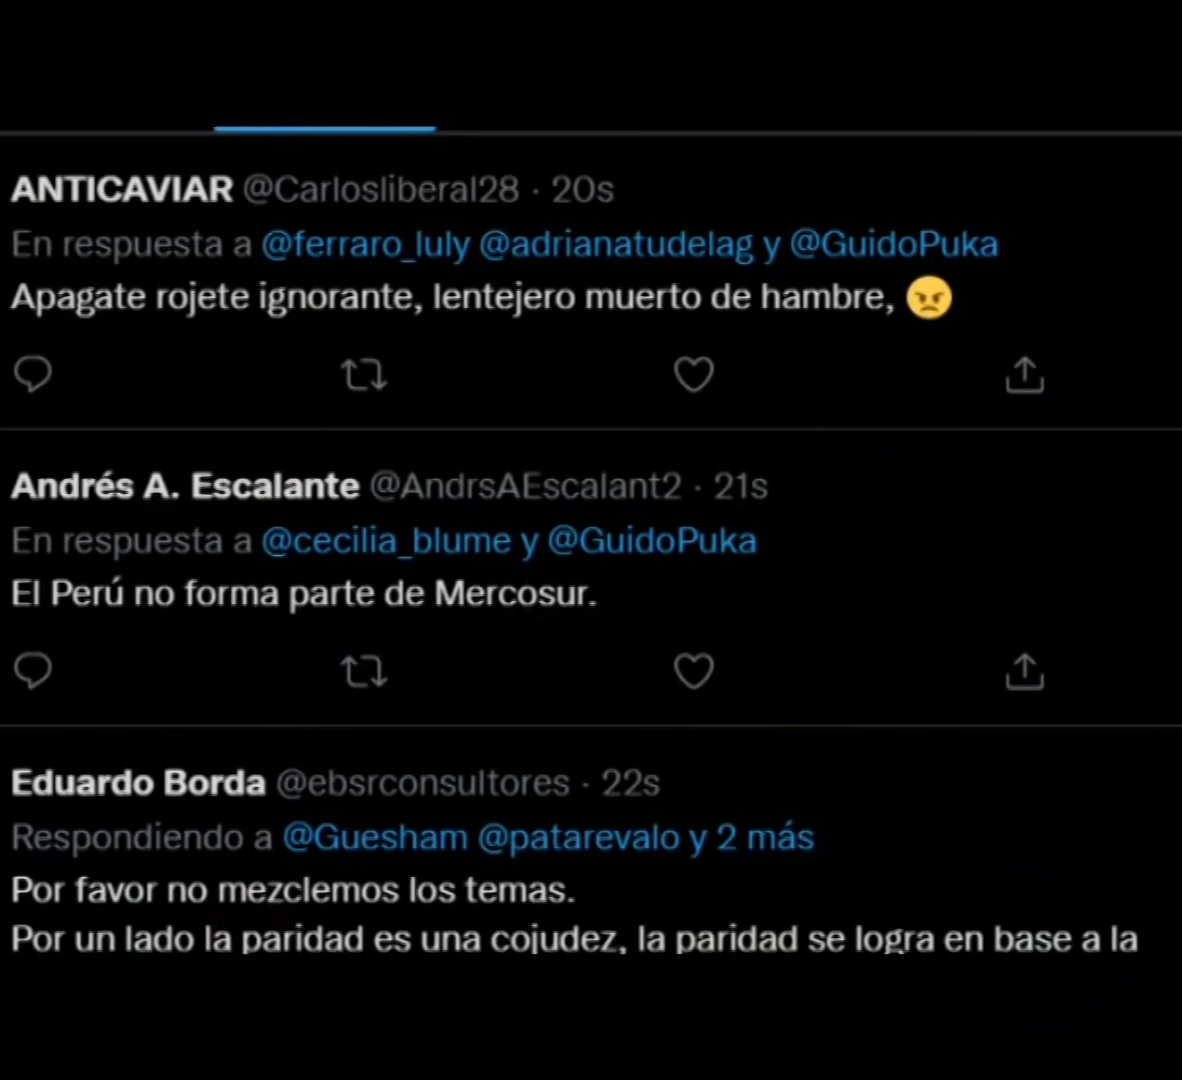 ANTICAVIAR @Carlosliberal28 · 20s
En respuesta a @ferraro_luly @adrianatudelag y @GuidoPuka
Apagate rojete ignorante, lentejero muerto de hambre, 😠
Andrés A. Escalante @AndrsAEscalant2 · 21s
En respuesta a @cecilia_blume y @GuidoPuka
El Perú no forma parte de Mercosur.
Eduardo Borda @ebsrconsultores · 22s
Respondiendo a @Guesham @patarevalo y 2 más
Por favor no mezclemos los temas.
Por un lado la paridad es una cojudez, la paridad se logra en base a la